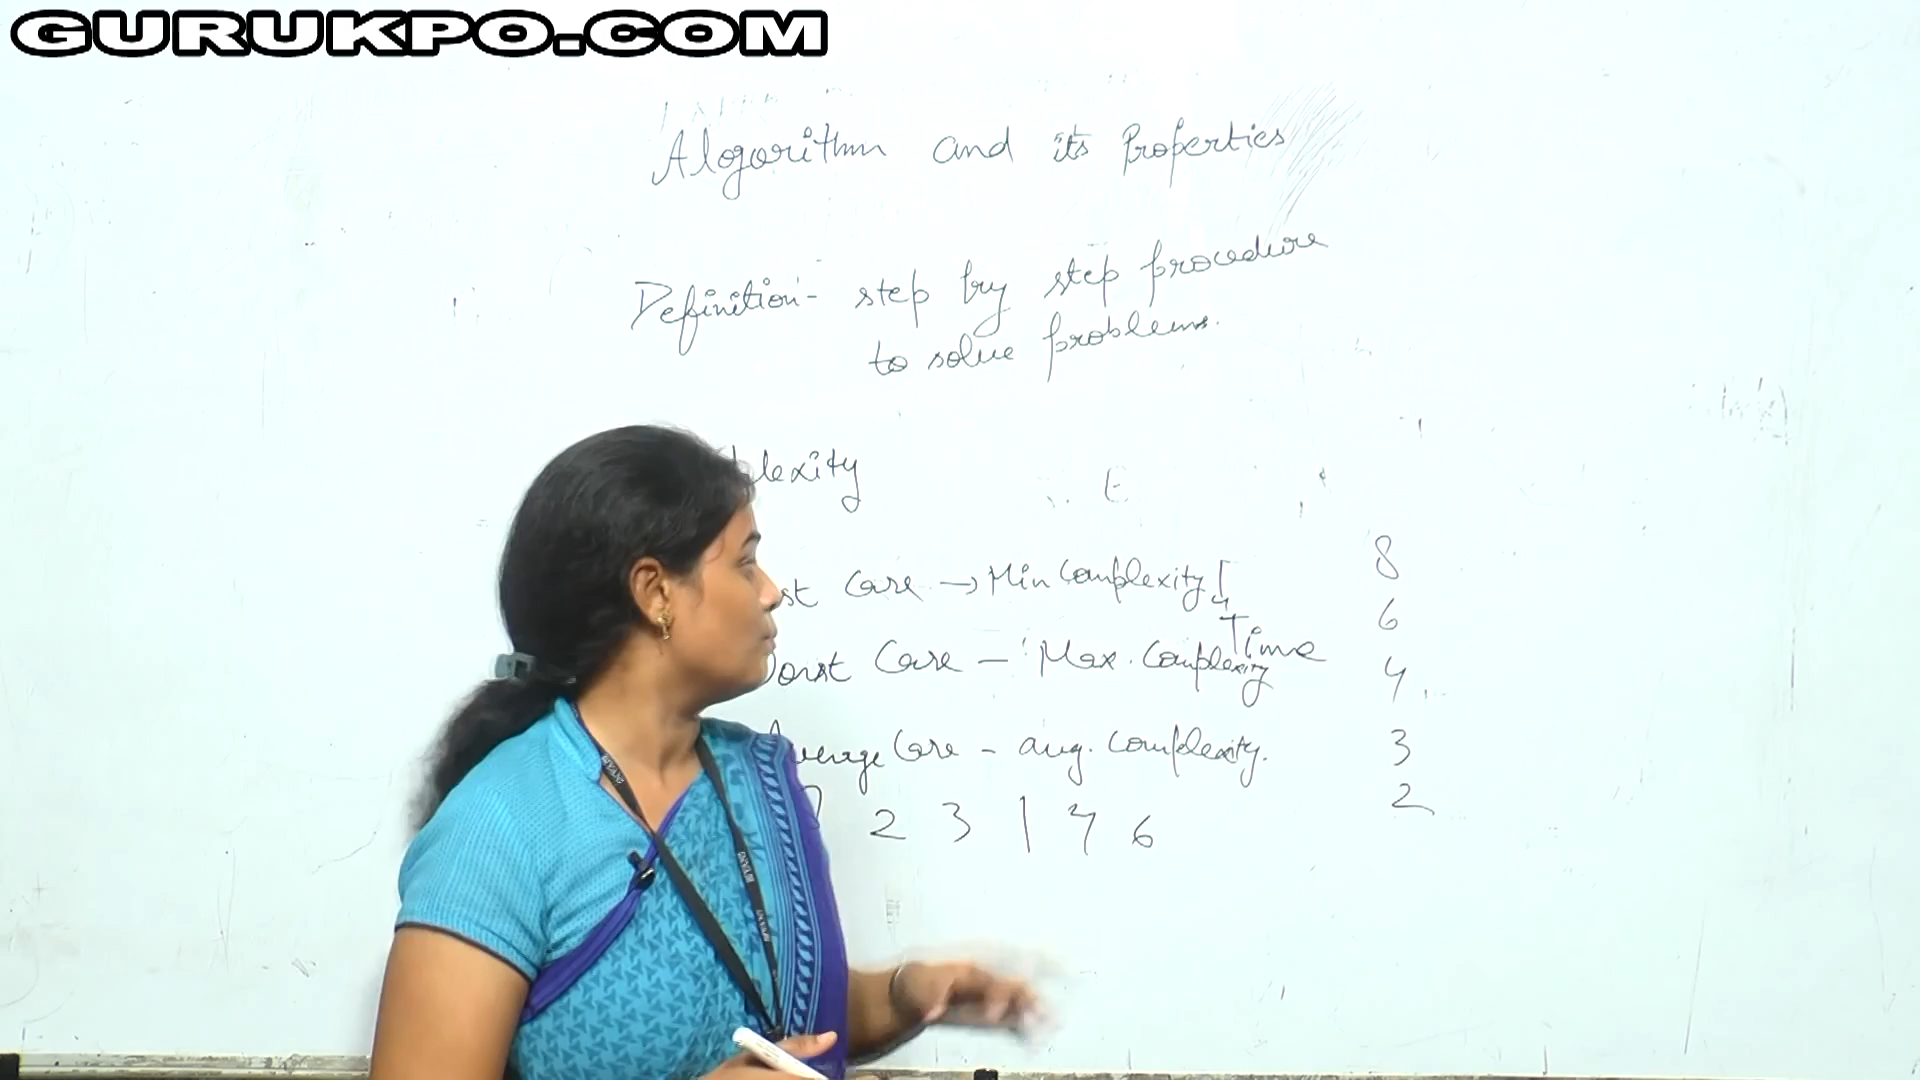 GURUKPO.COM
Algorithm and its Properties
Definition - step by step procedure
to solve problems.
plexity
st Case → Min Complexity
Time
Worst Case - Max. Complexity
Average Case - avg. Complexity.
2 3 1 4 6
8
6
4
3
2